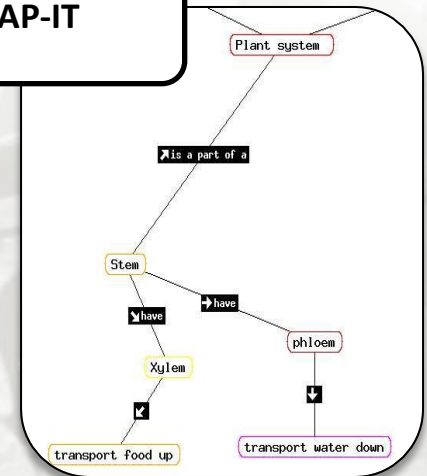 AP-IT
Plant system
is a part of a
Stem
have
have
phloem
Xylem
transport food up
transport water down